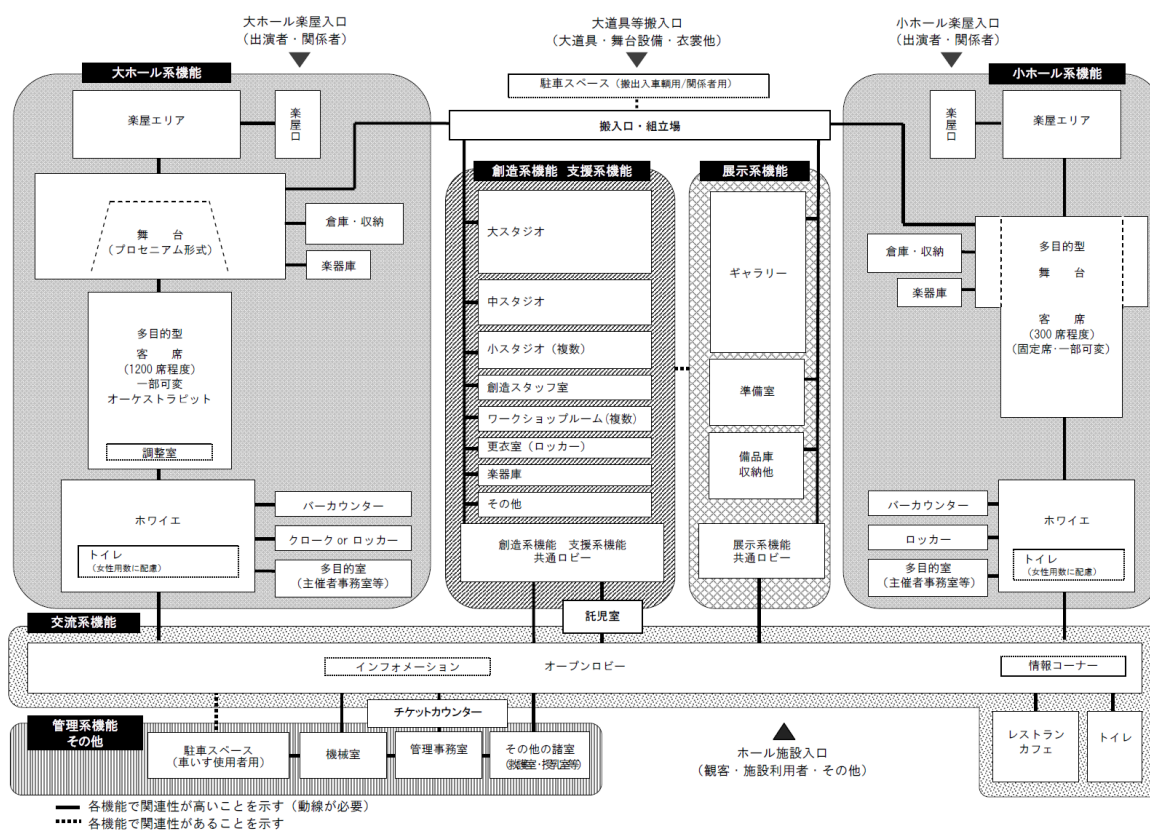 大ホール楽屋入口
(出演者・関係者)
大道具等搬入口
(大道具・舞台設備・衣裳他)
小ホール楽屋入口
(出演者・関係者)
大ホール系機能
楽屋エリア
楽屋口
舞　台
(プロセニアム形式)
倉庫・収納
楽器庫
多目的型
客　席
(1200 席程度)
一部可変
オーケストラピット
調整室
ホワイエ
トイレ
(女性用数に配慮)
バーカウンター
クローク or ロッカー
多目的室
(主催者事務室等)
駐車スペース (搬出入車輌用/関係者用)
搬入口・組立場
創造系機能 支援系機能
大スタジオ
中スタジオ
小スタジオ (複数)
創造スタッフ室
ワークショップルーム (複数)
更衣室 (ロッカー)
楽器庫
その他
創造系機能　支援系機能
共通ロビー
託児室
展示系機能
ギャラリー
準備室
備品庫
収納他
展示系機能
共通ロビー
小ホール系機能
楽屋口
楽屋エリア
倉庫・収納
楽器庫
多目的型
舞　台
客　席
(300 席程度)
(固定席・一部可変)
バーカウンター
ロッカー
多目的室
(主催者事務室等)
ホワイエ
トイレ
(女性用数に配慮)
交流系機能
インフォメーション
オープンロビー
情報コーナー
チケットカウンター
管理系機能
その他
駐車スペース
(車いす使用者用)
機械室
管理事務室
その他の諸室
(救護室・授乳室等)
ホール施設入口
(観客・施設利用者・その他)
レストラン
カフェ
トイレ
各機能で関連性が高いことを示す (動線が必要)
各機能で関連性があることを示す